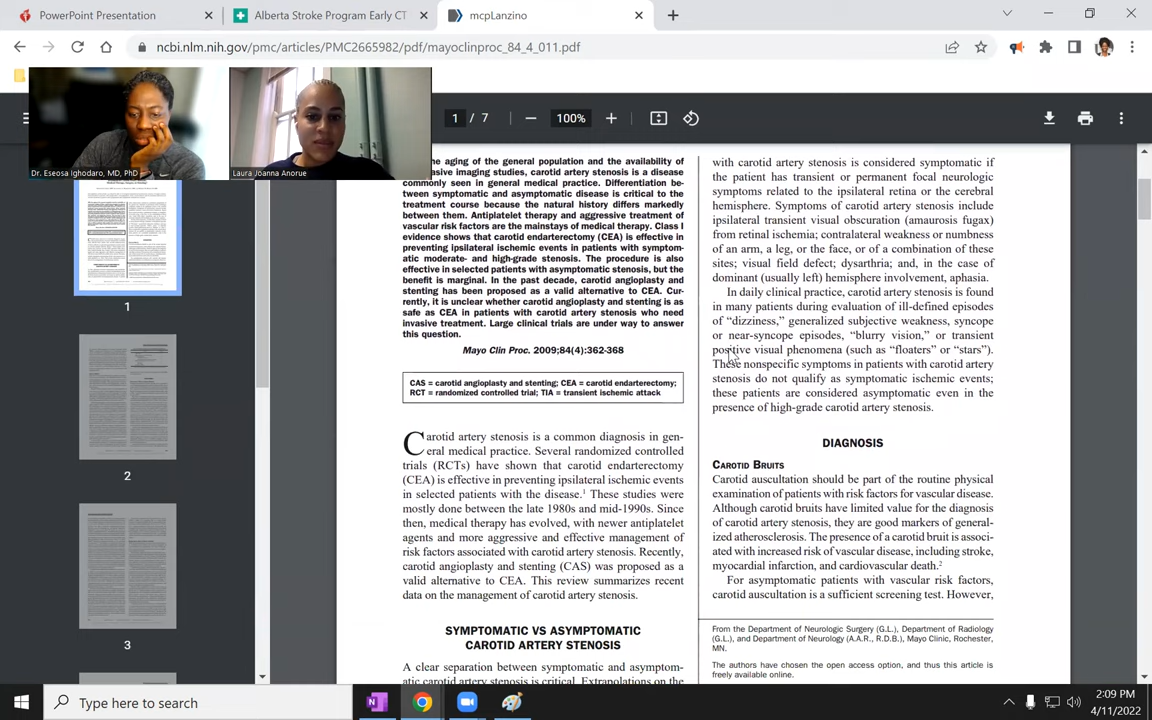 PowerPoint Presentation
Alberta Stroke Program Early CT
mcpLanzino
ncbi.nlm.nih.gov/pmc/articles/PMC2665982/pdf/mayoclinproc_84_4_011.pdf
Dr. Eseosa Ighodaro, MD, PhD
Laura Joanna Anorue
1 / 7
100%
1
2
3
he aging of the general population and the availability of
asive imaging studies, carotid artery stenosis is a disease
commonly seen in general medical practice. Differentiation be-
tween symptomatic and asymptomatic disease is critical to the
treatment course because the natural history differs markedly
between them. Antiplatelet therapy and aggressive treatment of
vascular risk factors are the mainstays of medical therapy. Class I
evidence shows that carotid endarterectomy (CEA) is effective in
preventing ipsilateral ischemic events in patients with symptom-
atic moderate- and high-grade stenosis. The procedure is also
effective in selected patients with asymptomatic stenosis, but the
benefit is marginal. In the past decade, carotid angioplasty and
stenting has been proposed as a valid alternative to CEA. Cur-
rently, it is unclear whether carotid angioplasty and stenting is as
safe as CEA in patients with carotid artery stenosis who need
invasive treatment. Large clinical trials are under way to answer
this question.
Mayo Clin Proc. 2009;84(4):362-368
CAS = carotid angioplasty and stenting; CEA = carotid endarterectomy;
RCT = randomized controlled trial; TIA = transient ischemic attack
Carotid artery stenosis is a common diagnosis in gen-
eral medical practice. Several randomized controlled
trials (RCTs) have shown that carotid endarterectomy
(CEA) is effective in preventing ipsilateral ischemic events
in selected patients with the disease.1 These studies were
mostly done between the late 1980s and mid-1990s. Since
then, medical therapy has evolved, with newer antiplatelet
agents and more aggressive and effective management of
risk factors associated with carotid artery stenosis. Recently,
carotid angioplasty and stenting (CAS) was proposed as a
valid alternative to CEA. This review summarizes recent
data on the management of carotid artery stenosis.
SYMPTOMATIC VS ASYMPTOMATIC
CAROTID ARTERY STENOSIS
A clear separation between symptomatic and asymptom-
atic carotid artery stenosis is critical. Extrapolations on the
with carotid artery stenosis is considered symptomatic if
the patient has transient or permanent focal neurologic
symptoms related to the ipsilateral retina or the cerebral
hemisphere. Symptoms of carotid artery stenosis include
ipsilateral transient visual obscuration (amaurosis fugax)
from retinal ischemia; contralateral weakness or numbness
of an arm, a leg, or the face, or of a combination of these
sites; visual field defect; dysarthria; and, in the case of
dominant (usually left) hemisphere involvement, aphasia.
In daily clinical practice, carotid artery stenosis is found
in many patients during evaluation of ill-defined episodes
of “dizziness,” generalized subjective weakness, syncope
or near-syncope episodes, “blurry vision,” or transient
positive visual phenomena (such as “floaters” or “stars”).
These nonspecific symptoms in patients with carotid artery
stenosis do not qualify as symptomatic ischemic events;
these patients are considered asymptomatic even in the
presence of high-grade carotid artery stenosis.
DIAGNOSIS
CAROTID BRUITS
Carotid auscultation should be part of the routine physical
examination of patients with risk factors for vascular disease.
Although carotid bruits have limited value for the diagnosis
of carotid artery stenosis, they are good markers of general-
ized atherosclerosis. The presence of a carotid bruit is associ-
ated with increased risk of vascular disease, including stroke,
myocardial infarction, and cardiovascular death.2
For asymptomatic patients with vascular risk factors,
carotid auscultation is a sufficient screening test. However,
From the Department of Neurologic Surgery (G.L.), Department of Radiology
(G.L.), and Department of Neurology (A.A.R., R.D.B.), Mayo Clinic, Rochester,
MN.
The authors have chosen the open access option, and thus this article is
freely available online.
Type here to search
2:09 PM
4/11/2022